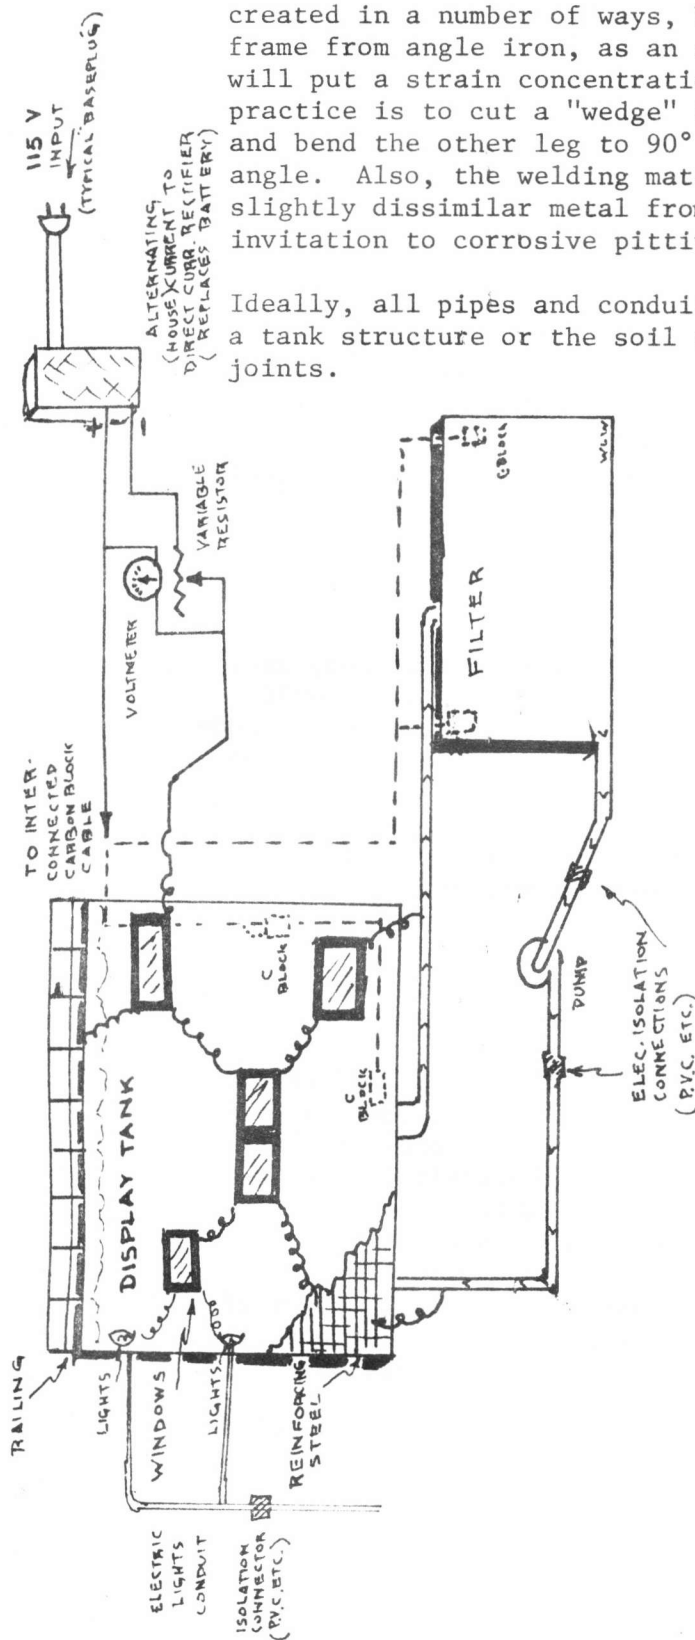 created in a number of ways,
frame from angle iron, as an
will put a strain concentrati
practice is to cut a "wedge"
and bend the other leg to 90°
angle. Also, the welding mat
slightly dissimilar metal from
invitation to corrosive pitti
Ideally, all pipes and condui
a tank structure or the soil
joints.
115 V
INPUT
(TYPICAL BASEPLUG)
ALTERNATING
(HOUSE) CURRENT TO
DIRECT CURR. RECTIFIER
(REPLACES BATTERY)
+ -
VARIABLE
RESISTOR
VOLTMETER
TO INTER-
CONNECTED
CARBON BLOCK
CABLE
C-BLOCK
WLW
FILTER
C
BLOCK
C
BLOCK
DISPLAY TANK
PUMP
ELEC. ISOLATION
CONNECTIONS
(P.V.C. ETC.)
RAILING
LIGHTS
WINDOWS
LIGHTS
REINFORCING
STEEL
ELECTRIC
LIGHTS
CONDUIT
ISOLATION
CONNECTOR
(P.V.C. ETC.)